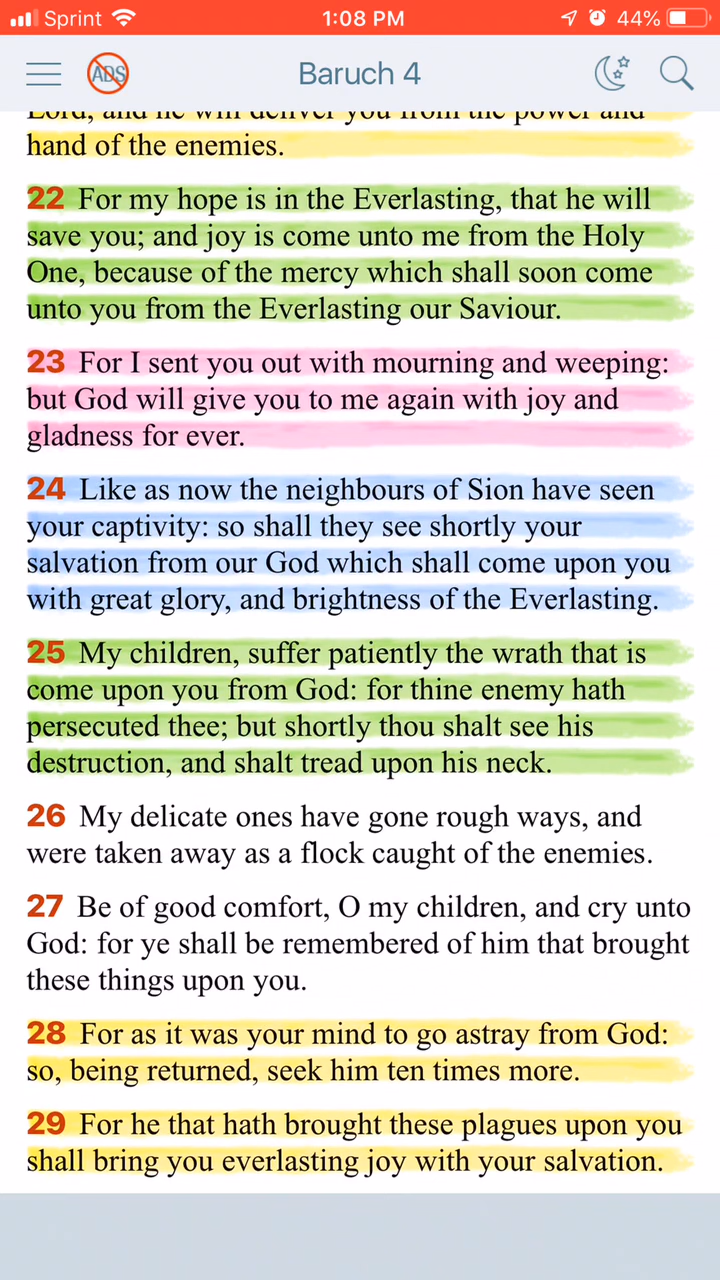 Sprint
1:08 PM
44%
ADS
Baruch 4
Lord, and he will deliver you from the power and
hand of the enemies.
22 For my hope is in the Everlasting, that he will
save you; and joy is come unto me from the Holy
One, because of the mercy which shall soon come
unto you from the Everlasting our Saviour.
23 For I sent you out with mourning and weeping:
but God will give you to me again with joy and
gladness for ever.
24 Like as now the neighbours of Sion have seen
your captivity: so shall they see shortly your
salvation from our God which shall come upon you
with great glory, and brightness of the Everlasting.
25 My children, suffer patiently the wrath that is
come upon you from God: for thine enemy hath
persecuted thee; but shortly thou shalt see his
destruction, and shalt tread upon his neck.
26 My delicate ones have gone rough ways, and
were taken away as a flock caught of the enemies.
27 Be of good comfort, O my children, and cry unto
God: for ye shall be remembered of him that brought
these things upon you.
28 For as it was your mind to go astray from God:
so, being returned, seek him ten times more.
29 For he that hath brought these plagues upon you
shall bring you everlasting joy with your salvation.